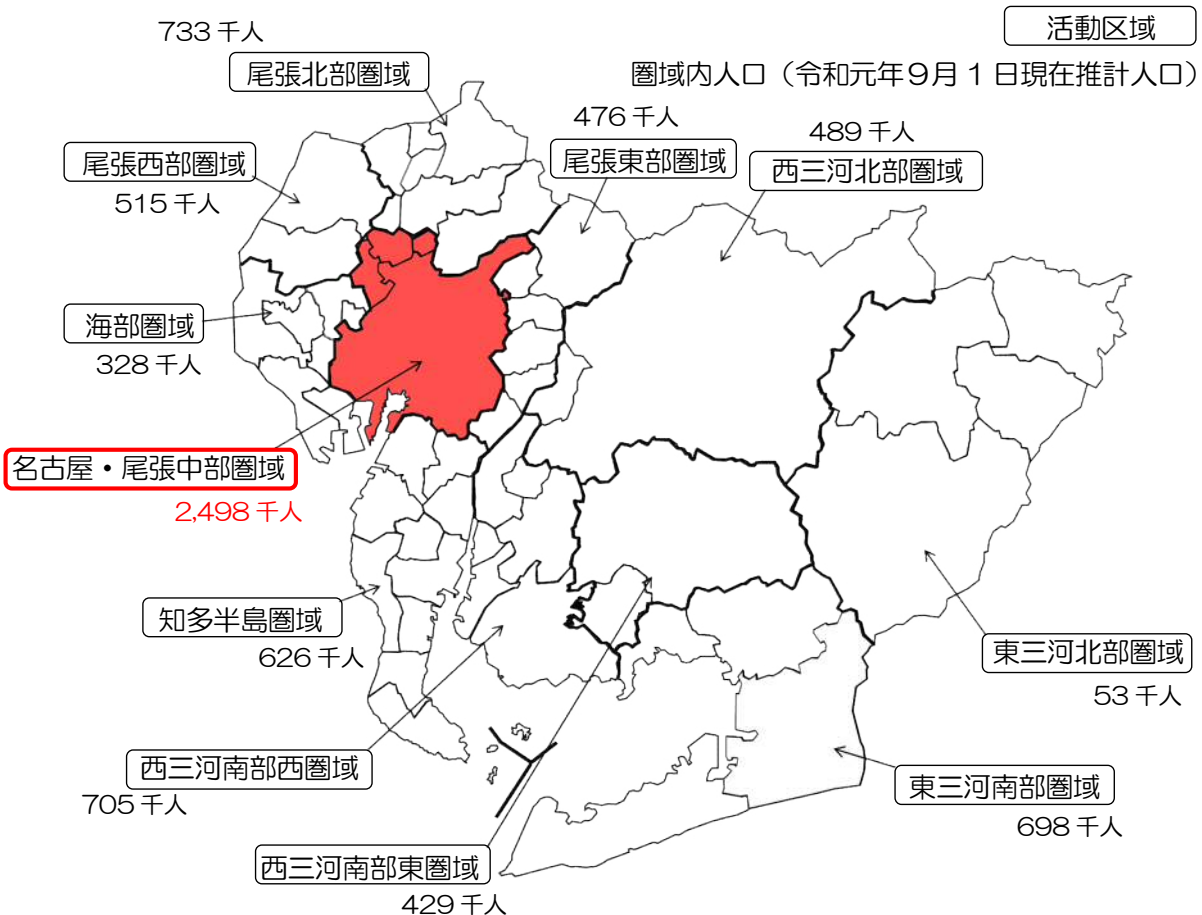 733 千人
活動区域
尾張北部圏域
圏域内人口（令和元年９月１日現在推計人口）
476 千人
489 千人
尾張西部圏域
尾張東部圏域
西三河北部圏域
515 千人
海部圏域
328 千人
名古屋・尾張中部圏域
2,498 千人
知多半島圏域
626 千人
東三河北部圏域
53 千人
西三河南部西圏域
705 千人
東三河南部圏域
698 千人
西三河南部東圏域
429 千人